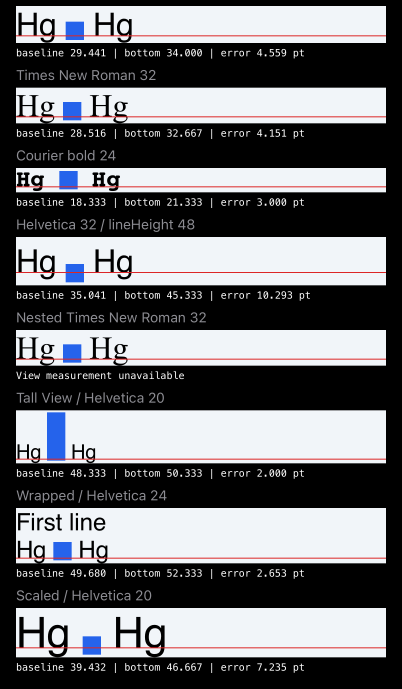 Hg Hg
baseline 29.441 | bottom 34.000 | error 4.559 pt
Times New Roman 32
Hg Hg
baseline 28.516 | bottom 32.667 | error 4.151 pt
Courier bold 24
Hg Hg
baseline 18.333 | bottom 21.333 | error 3.000 pt
Helvetica 32 / lineHeight 48
Hg Hg
baseline 35.041 | bottom 45.333 | error 10.293 pt
Nested Times New Roman 32
Hg Hg
View measurement unavailable
Tall View / Helvetica 20
Hg Hg
baseline 48.333 | bottom 50.333 | error 2.000 pt
Wrapped / Helvetica 24
First line
Hg Hg
baseline 49.680 | bottom 52.333 | error 2.653 pt
Scaled / Helvetica 20
Hg Hg
baseline 39.432 | bottom 46.667 | error 7.235 pt